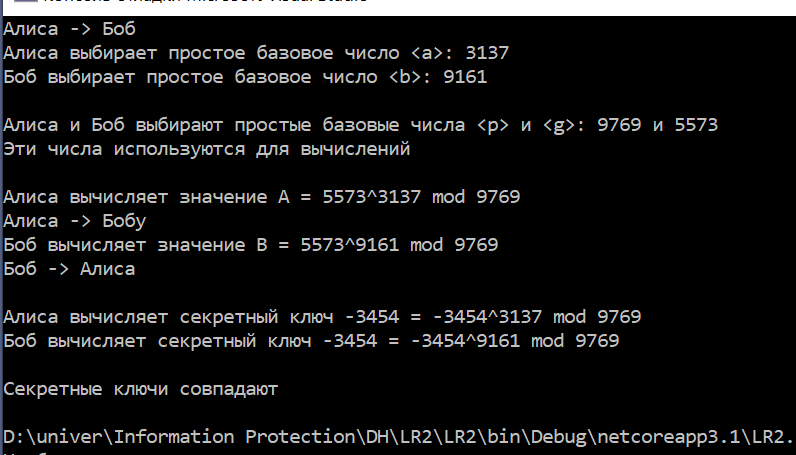 Алиса -> Боб
Алиса выбирает простое базовое число <a>: 3137
Боб выбирает простое базовое число <b>: 9161
Алиса и Боб выбирают простые базовые числа <p> и <g>: 9769 и 5573
Эти числа используются для вычислений
Алиса вычисляет значение A = 5573^3137 mod 9769
Алиса -> Бобу
Боб вычисляет значение B = 5573^9161 mod 9769
Боб -> Алиса
Алиса вычисляет секретный ключ -3454 = -3454^3137 mod 9769
Боб вычисляет секретный ключ -3454 = -3454^9161 mod 9769
Секретные ключи совпадают
D:\univer\Information Protection\DH\LR2\LR2\bin\Debug\netcoreapp3.1\LR2.